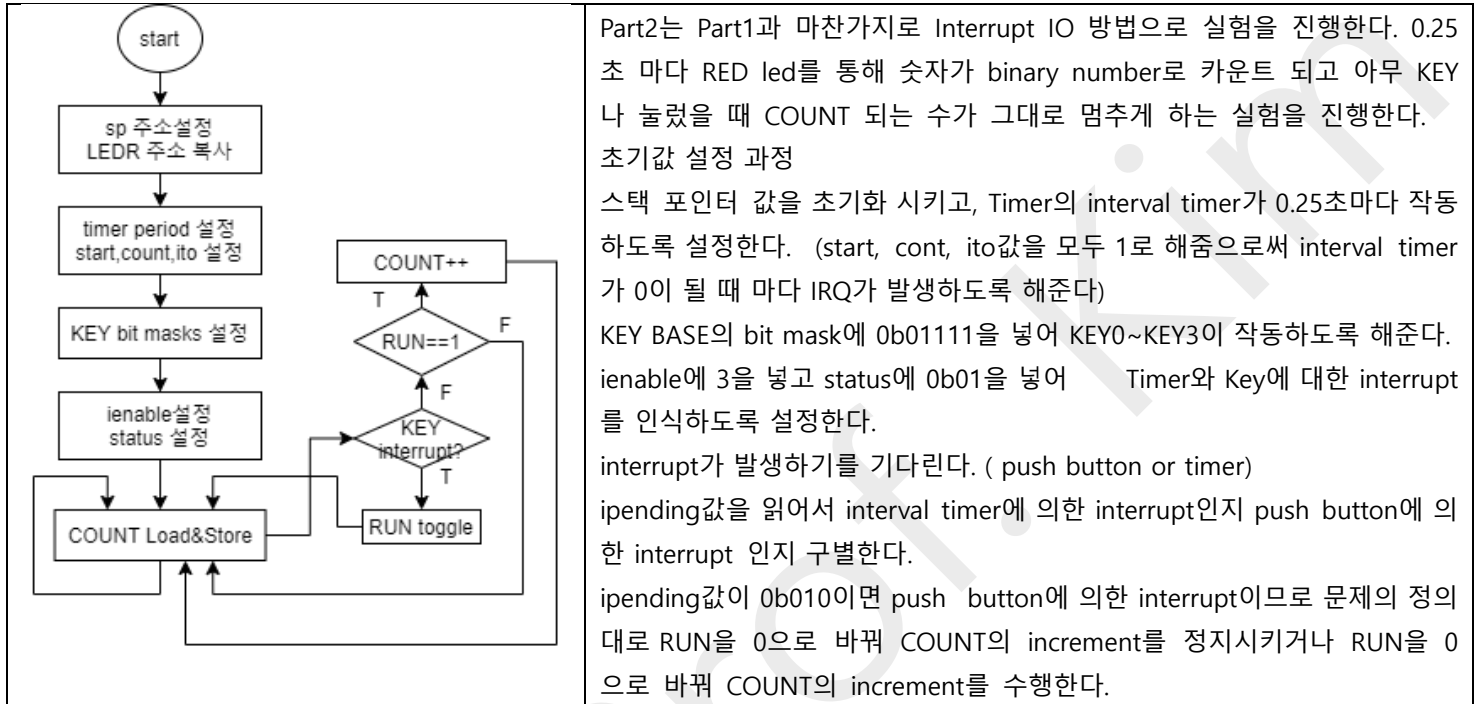 start
sp 주소설정
LEDR 주소 복사
timer period 설정
start,count,ito 설정
KEY bit masks 설정
ienable설정
status 설정
COUNT Load&Store
COUNT++
T
RUN==1
F
F
KEY
interrupt?
T
RUN toggle
Part2는 Part1과 마찬가지로 Interrupt IO 방법으로 실험을 진행한다. 0.25
초 마다 RED led를 통해 숫자가 binary number로 카운트 되고 아무 KEY
나 눌렀을 때 COUNT 되는 수가 그대로 멈추게 하는 실험을 진행한다.
초기값 설정 과정
스택 포인터 값을 초기화 시키고, Timer의 interval timer가 0.25초마다 작동
하도록 설정한다. (start, cont, ito값을 모두 1로 해줌으로써 interval timer
가 0이 될 때 마다 IRQ가 발생하도록 해준다)
KEY BASE의 bit mask에 0b01111을 넣어 KEY0~KEY3이 작동하도록 해준다.
ienable에 3을 넣고 status에 0b01을 넣어 Timer와 Key에 대한 interrupt
를 인식하도록 설정한다.
interrupt가 발생하기를 기다린다. ( push button or timer)
ipending값을 읽어서 interval timer에 의한 interrupt인지 push button에 의
한 interrupt 인지 구별한다.
ipending값이 0b010이면 push button에 의한 interrupt이므로 문제의 정의
대로 RUN을 0으로 바꿔 COUNT의 increment를 정지시키거나 RUN을 0
으로 바꿔 COUNT의 increment를 수행한다.